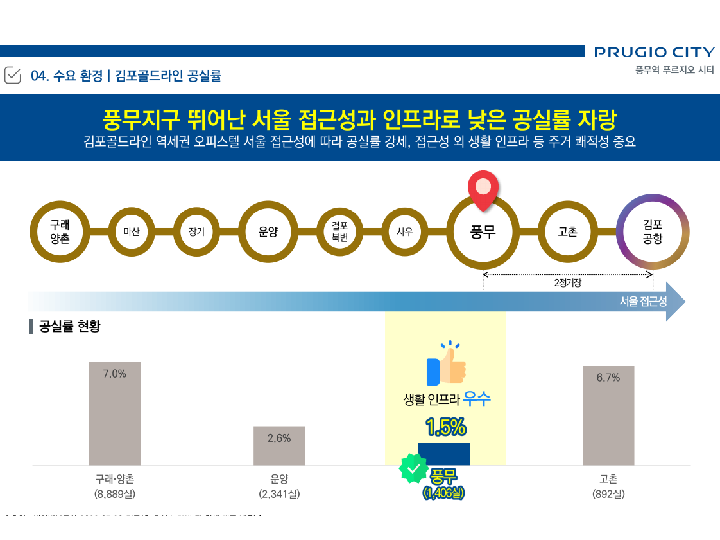 PRUGIO CITY
풍무역 푸르지오 시티
04. 수요 환경 | 김포골드라인 공실률
풍무지구 뛰어난 서울 접근성과 인프라로 낮은 공실률 자랑
김포골드라인 역세권 오피스텔 서울 접근성에 따라 공실률 강세, 접근성 외 생활 인프라 등 주거 쾌적성 중요
구래
양촌
마산
장기
운양
걸포
북변
사우
풍무
고촌
김포
공항
2정거장
서울 접근성
공실률 현황
7.0%
2.6%
생활 인프라 우수
1.5%
6.7%
구래·양촌
(8,889실)
운양
(2,341실)
풍무
(1,406실)
고촌
(892실)